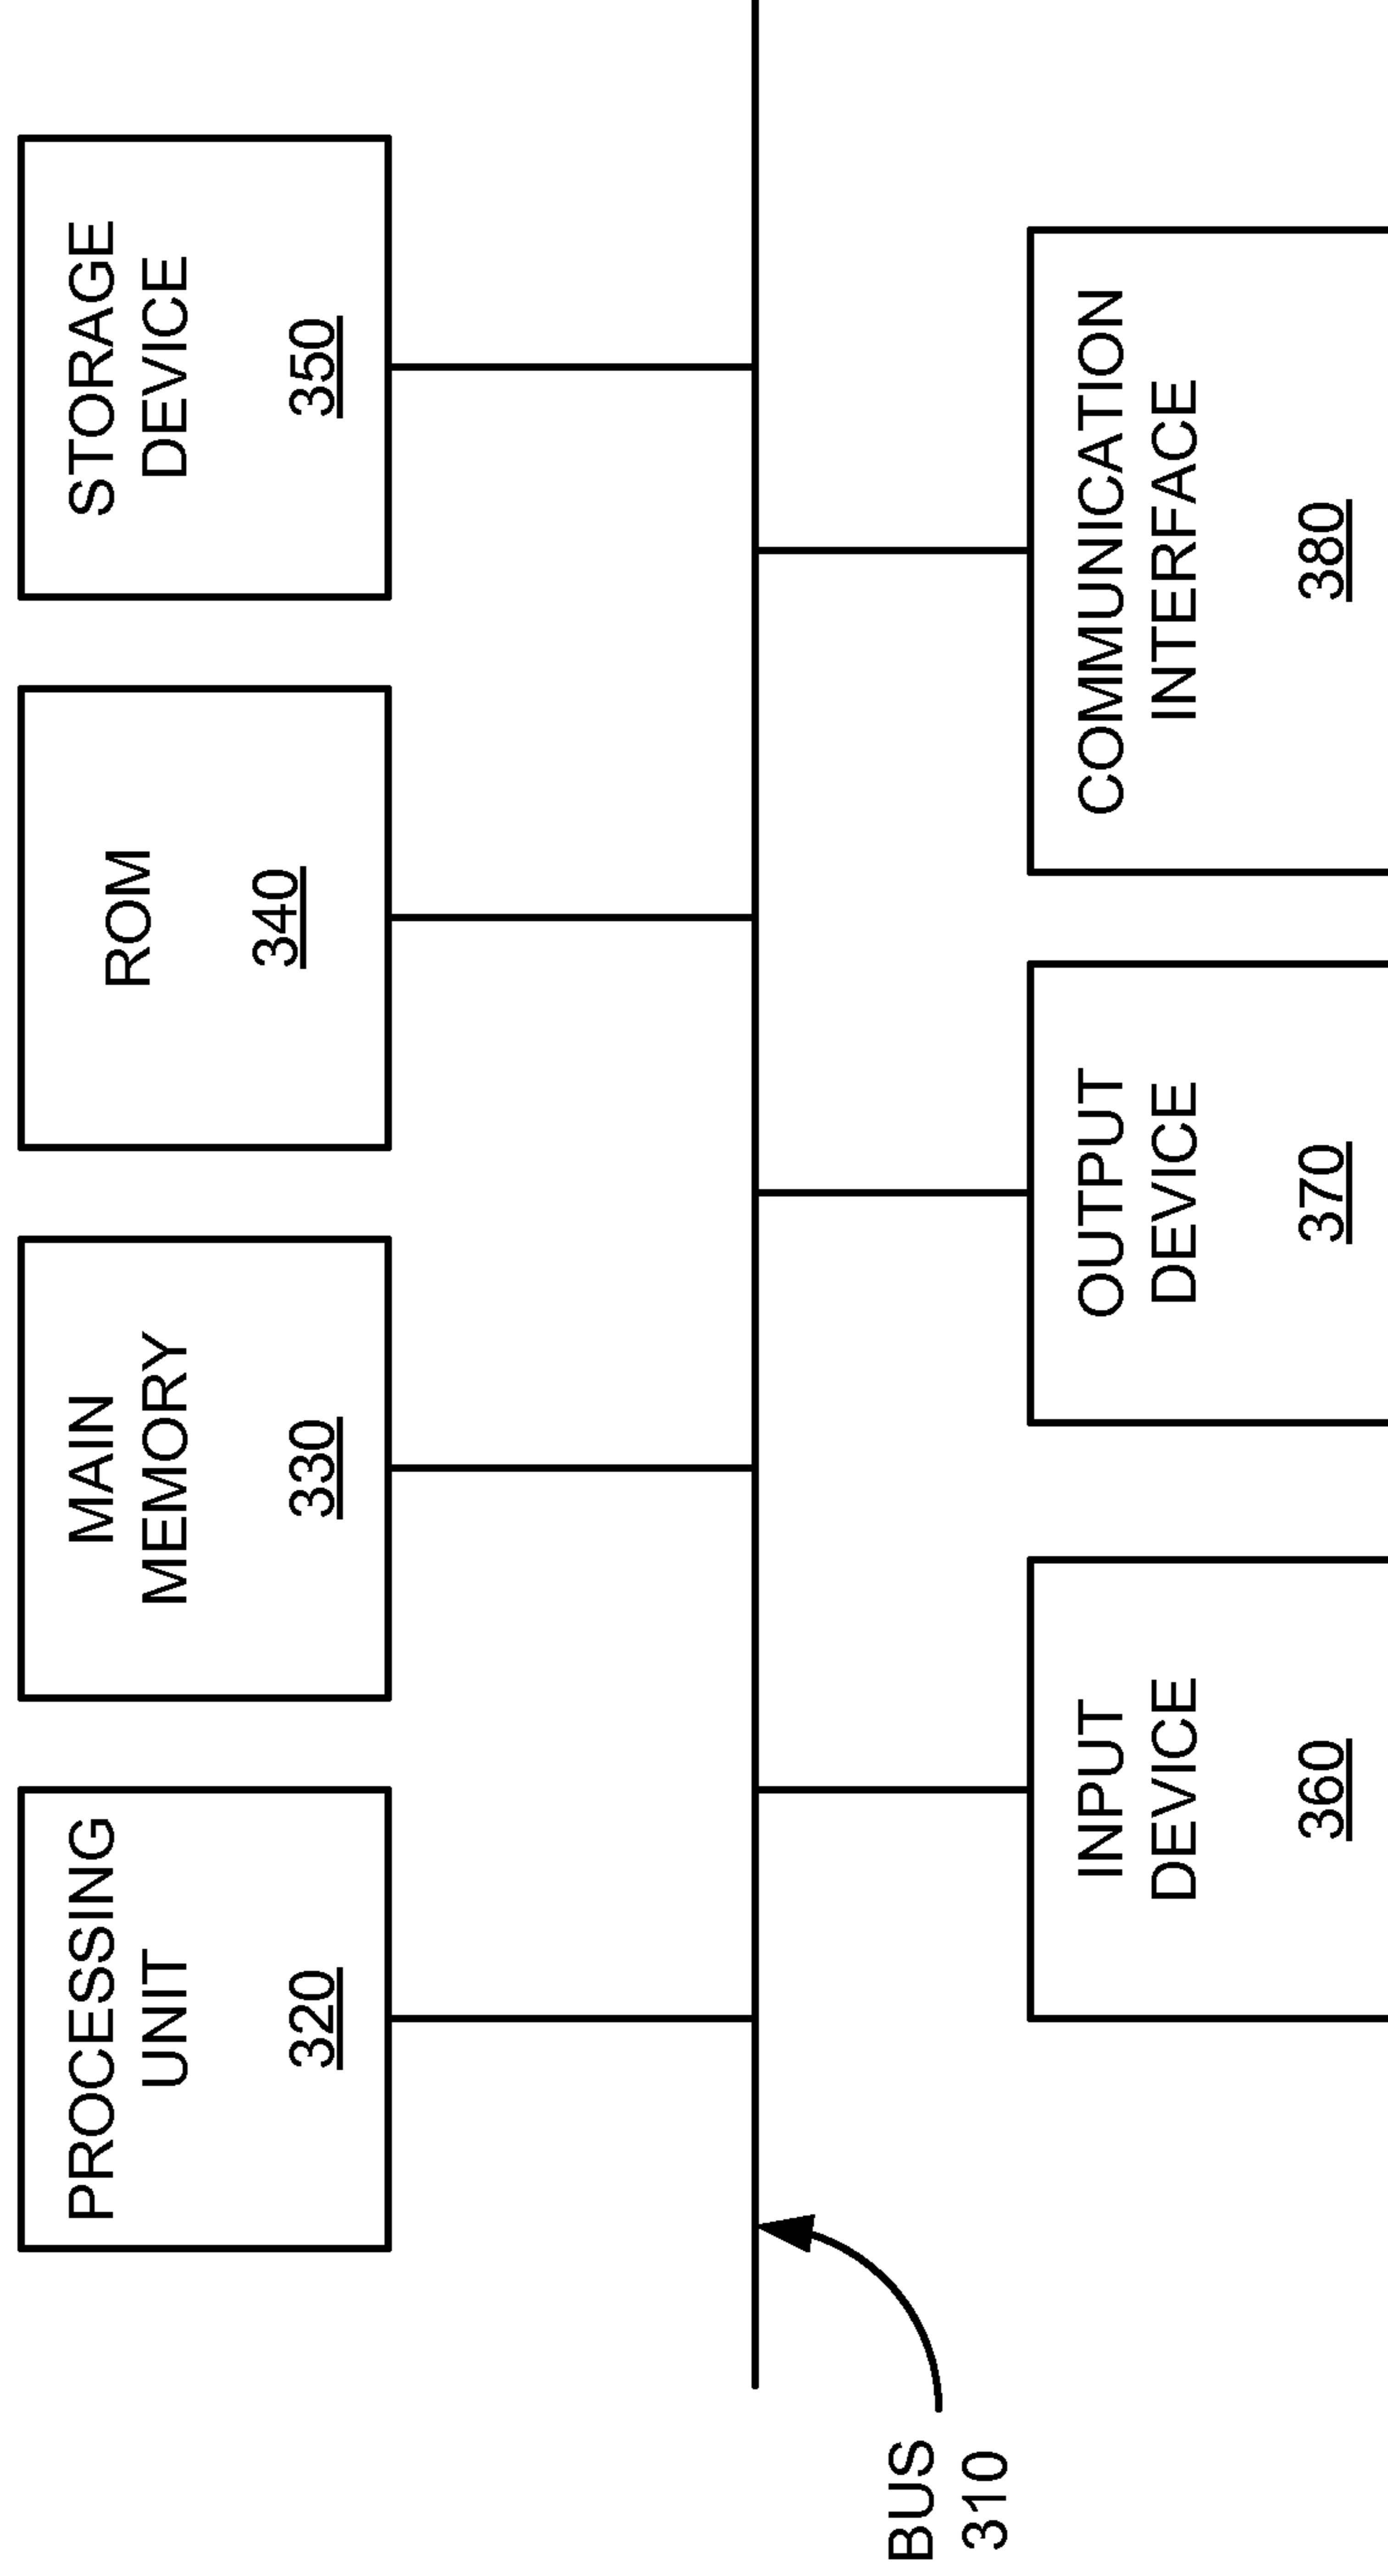 PROCESSING
UNIT
320
MAIN
MEMORY
330
ROM
340
STORAGE
DEVICE
350
BUS
310
INPUT
DEVICE
360
OUTPUT
DEVICE
370
COMMUNICATION
INTERFACE
380